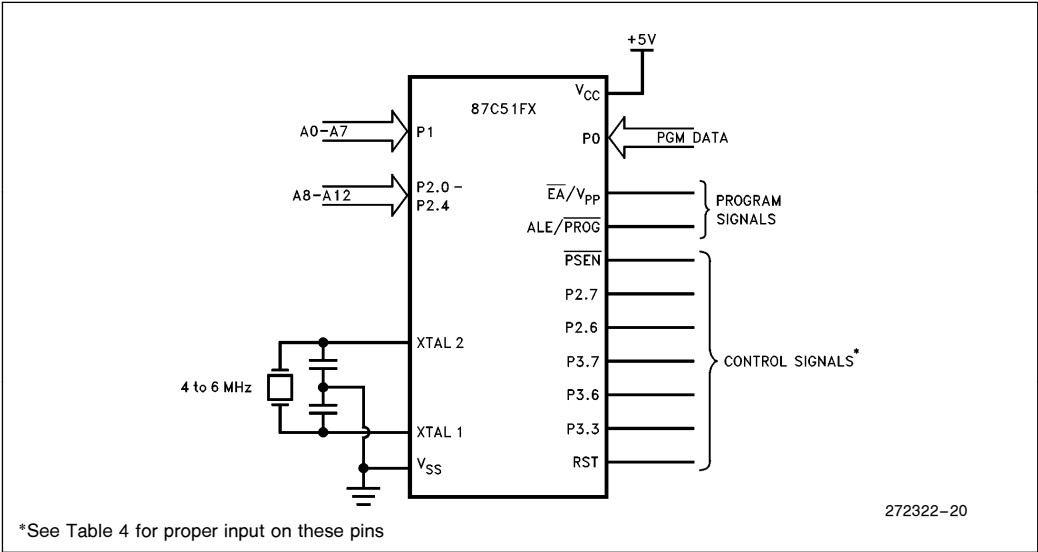 +5V
VCC
87C51FX
A0-A7
P1
P0
PGM DATA
A8-A12
P2.0 -
P2.4
EA/VPP
ALE/PROG
PROGRAM
SIGNALS
PSEN
P2.7
P2.6
P3.7
P3.6
P3.3
RST
CONTROL SIGNALS*
XTAL 2
4 to 6 MHz
XTAL 1
VSS
272322-20
*See Table 4 for proper input on these pins